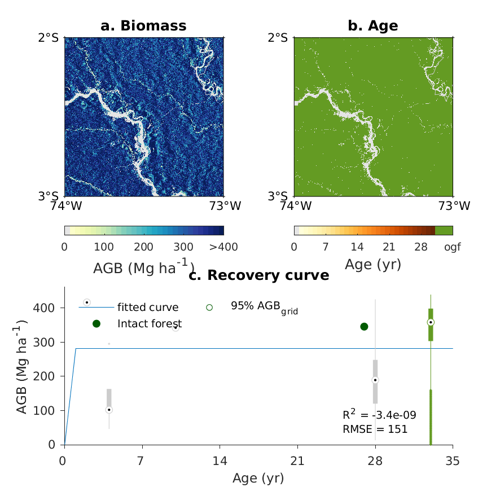 a. Biomass
b. Age
2°S
2°S
3°S
3°S
74°W
73°W
74°W
73°W
0 100 200 300 >400
0 7 14 21 28 ogf
AGB (Mg ha⁻¹)
Age (yr)
c. Recovery curve
fitted curve
95% AGB_grid
Intact forest
400
300
200
100
0
AGB (Mg ha⁻¹)
R² = -3.4e-09
RMSE = 151
0 7 14 21 28 35
Age (yr)